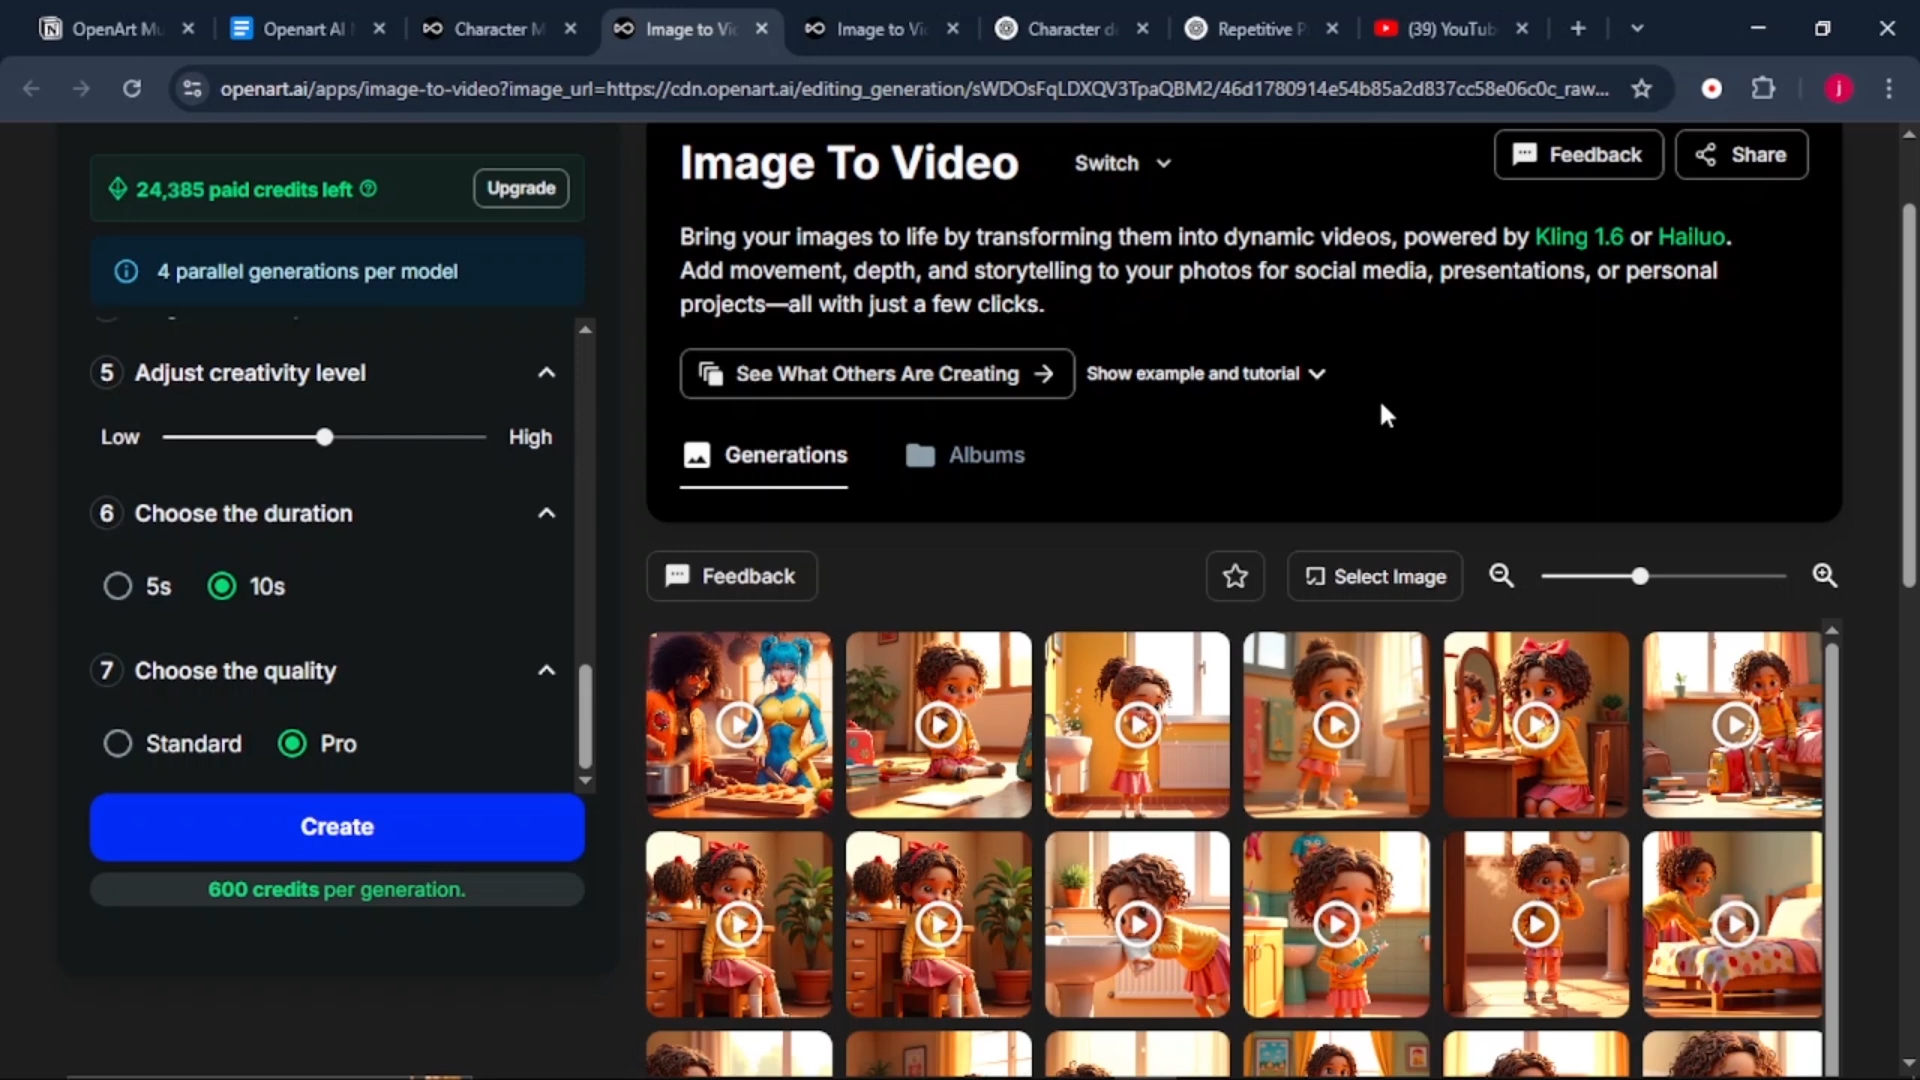 OpenArt Mu
Openart AI
Character M
Image to Vi
Image to Vi
Character d
Repetitive P
(39) YouTub
openart.ai/apps/image-to-video?image_url=https://cdn.openart.ai/editing_generation/sWDOsFqLDXQV3TpaQBM2/46d1780914e54b85a2d837cc58e06c0c_raw...
j
24,385 paid credits left
Upgrade
4 parallel generations per model
5 Adjust creativity level
Low
High
6 Choose the duration
5s
10s
7 Choose the quality
Standard
Pro
Create
600 credits per generation.
Image To Video
Switch
Feedback
Share
Bring your images to life by transforming them into dynamic videos, powered by Kling 1.6 or Hailuo.
Add movement, depth, and storytelling to your photos for social media, presentations, or personal
projects—all with just a few clicks.
See What Others Are Creating
Show example and tutorial
Generations
Albums
Feedback
Select Image